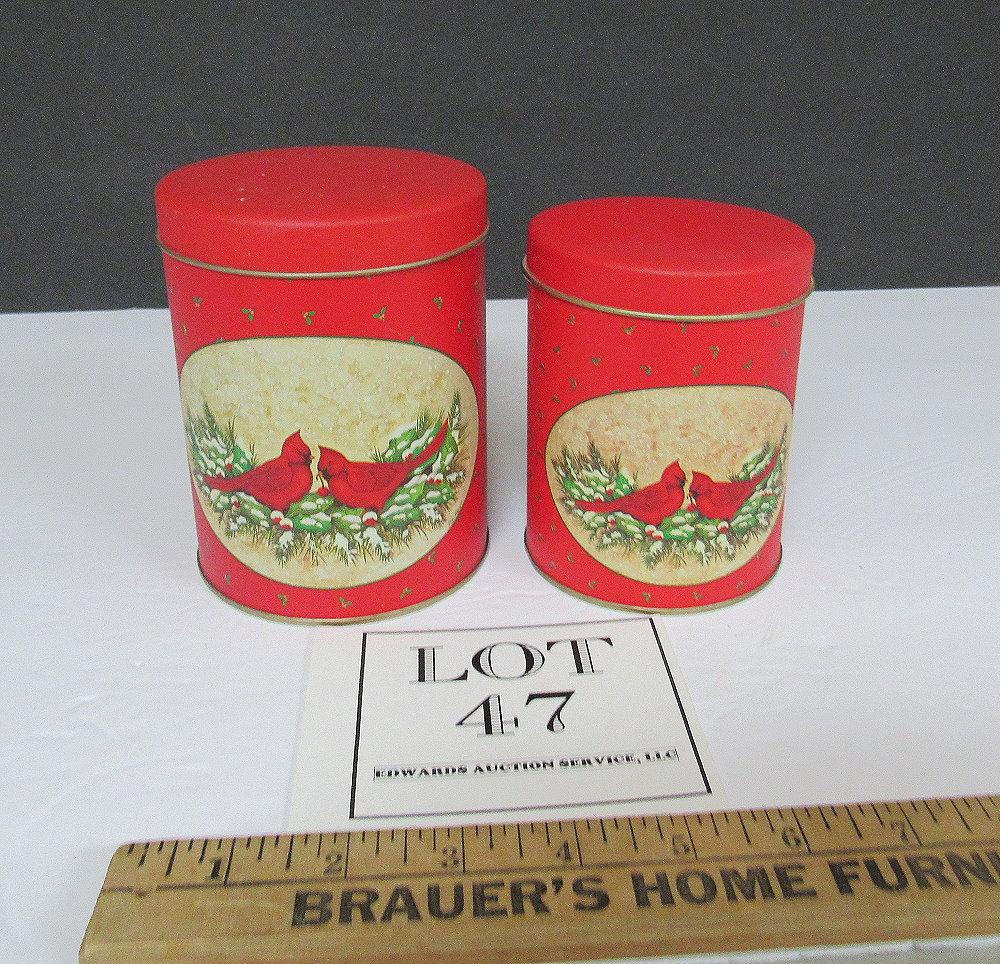 LOT
47
EDWARDS AUCTION SERVICE, LLC
1 2 3 4 5 6 7
BRAUER'S HOME FURN